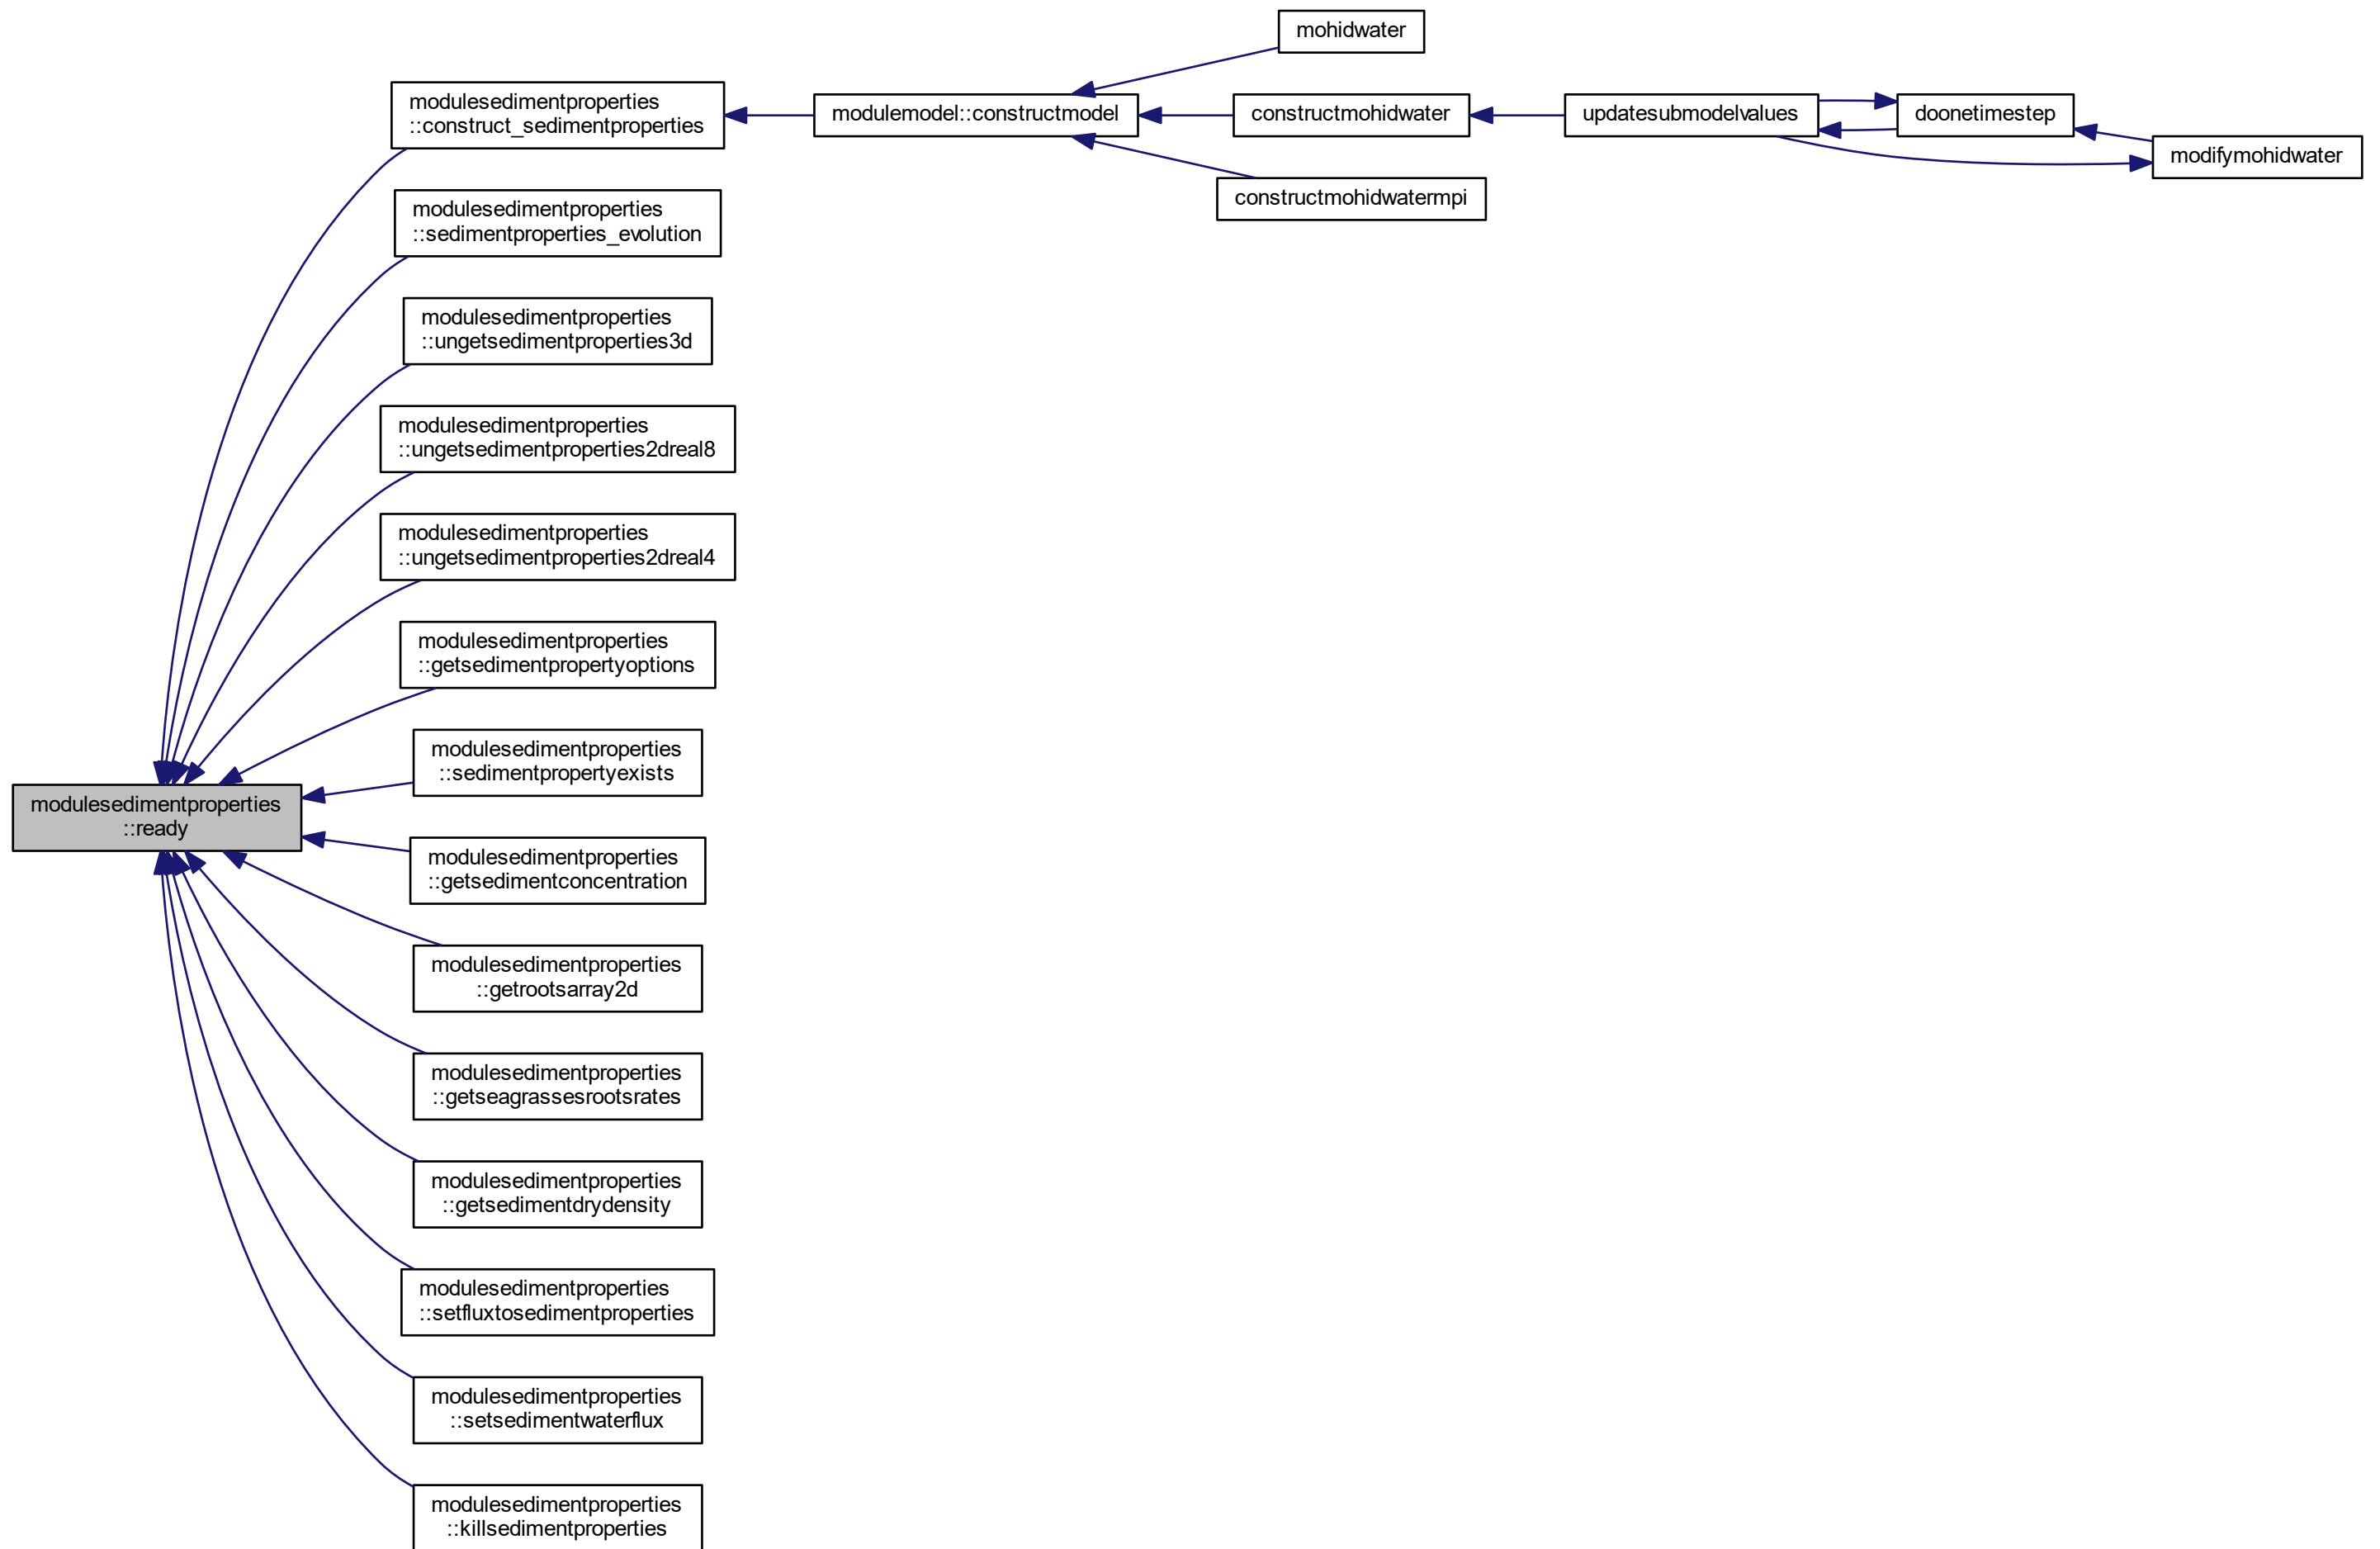 mohidwater
modulesedimentproperties
::construct_sedimentproperties
modulemodel::constructmodel
constructmohidwater
updatesubmodelvalues
doonetimestep
modifymohidwater
constructmohidwatermpi
modulesedimentproperties
::sedimentproperties_evolution
modulesedimentproperties
::ungetsedimentproperties3d
modulesedimentproperties
::ungetsedimentproperties2dreal8
modulesedimentproperties
::ungetsedimentproperties2dreal4
modulesedimentproperties
::getsedimentpropertyoptions
modulesedimentproperties
::sedimentpropertyexists
modulesedimentproperties
::ready
modulesedimentproperties
::getsedimentconcentration
modulesedimentproperties
::getrootsarray2d
modulesedimentproperties
::getseagrassesrootsrates
modulesedimentproperties
::getsedimentdrydensity
modulesedimentproperties
::setfluxtosedimentproperties
modulesedimentproperties
::setsedimentwaterflux
modulesedimentproperties
::killsedimentproperties